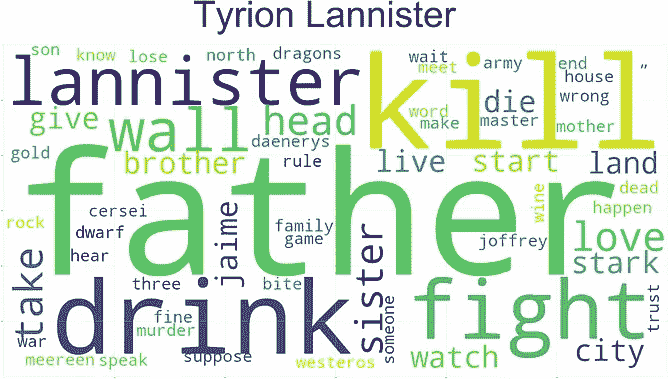 Tyrion Lannister
son know lose north dragons wait meet army end house ”
lannister kill
give wall head word make master die wrong mother
daenerys
gold brother rule live start land
father
wine dead happen
rock cersei dwarf hear jaime family game joffrey love stark
take drink sister fight trust
three bite someone
war fine murder suppose westeros watch city
meereen speak